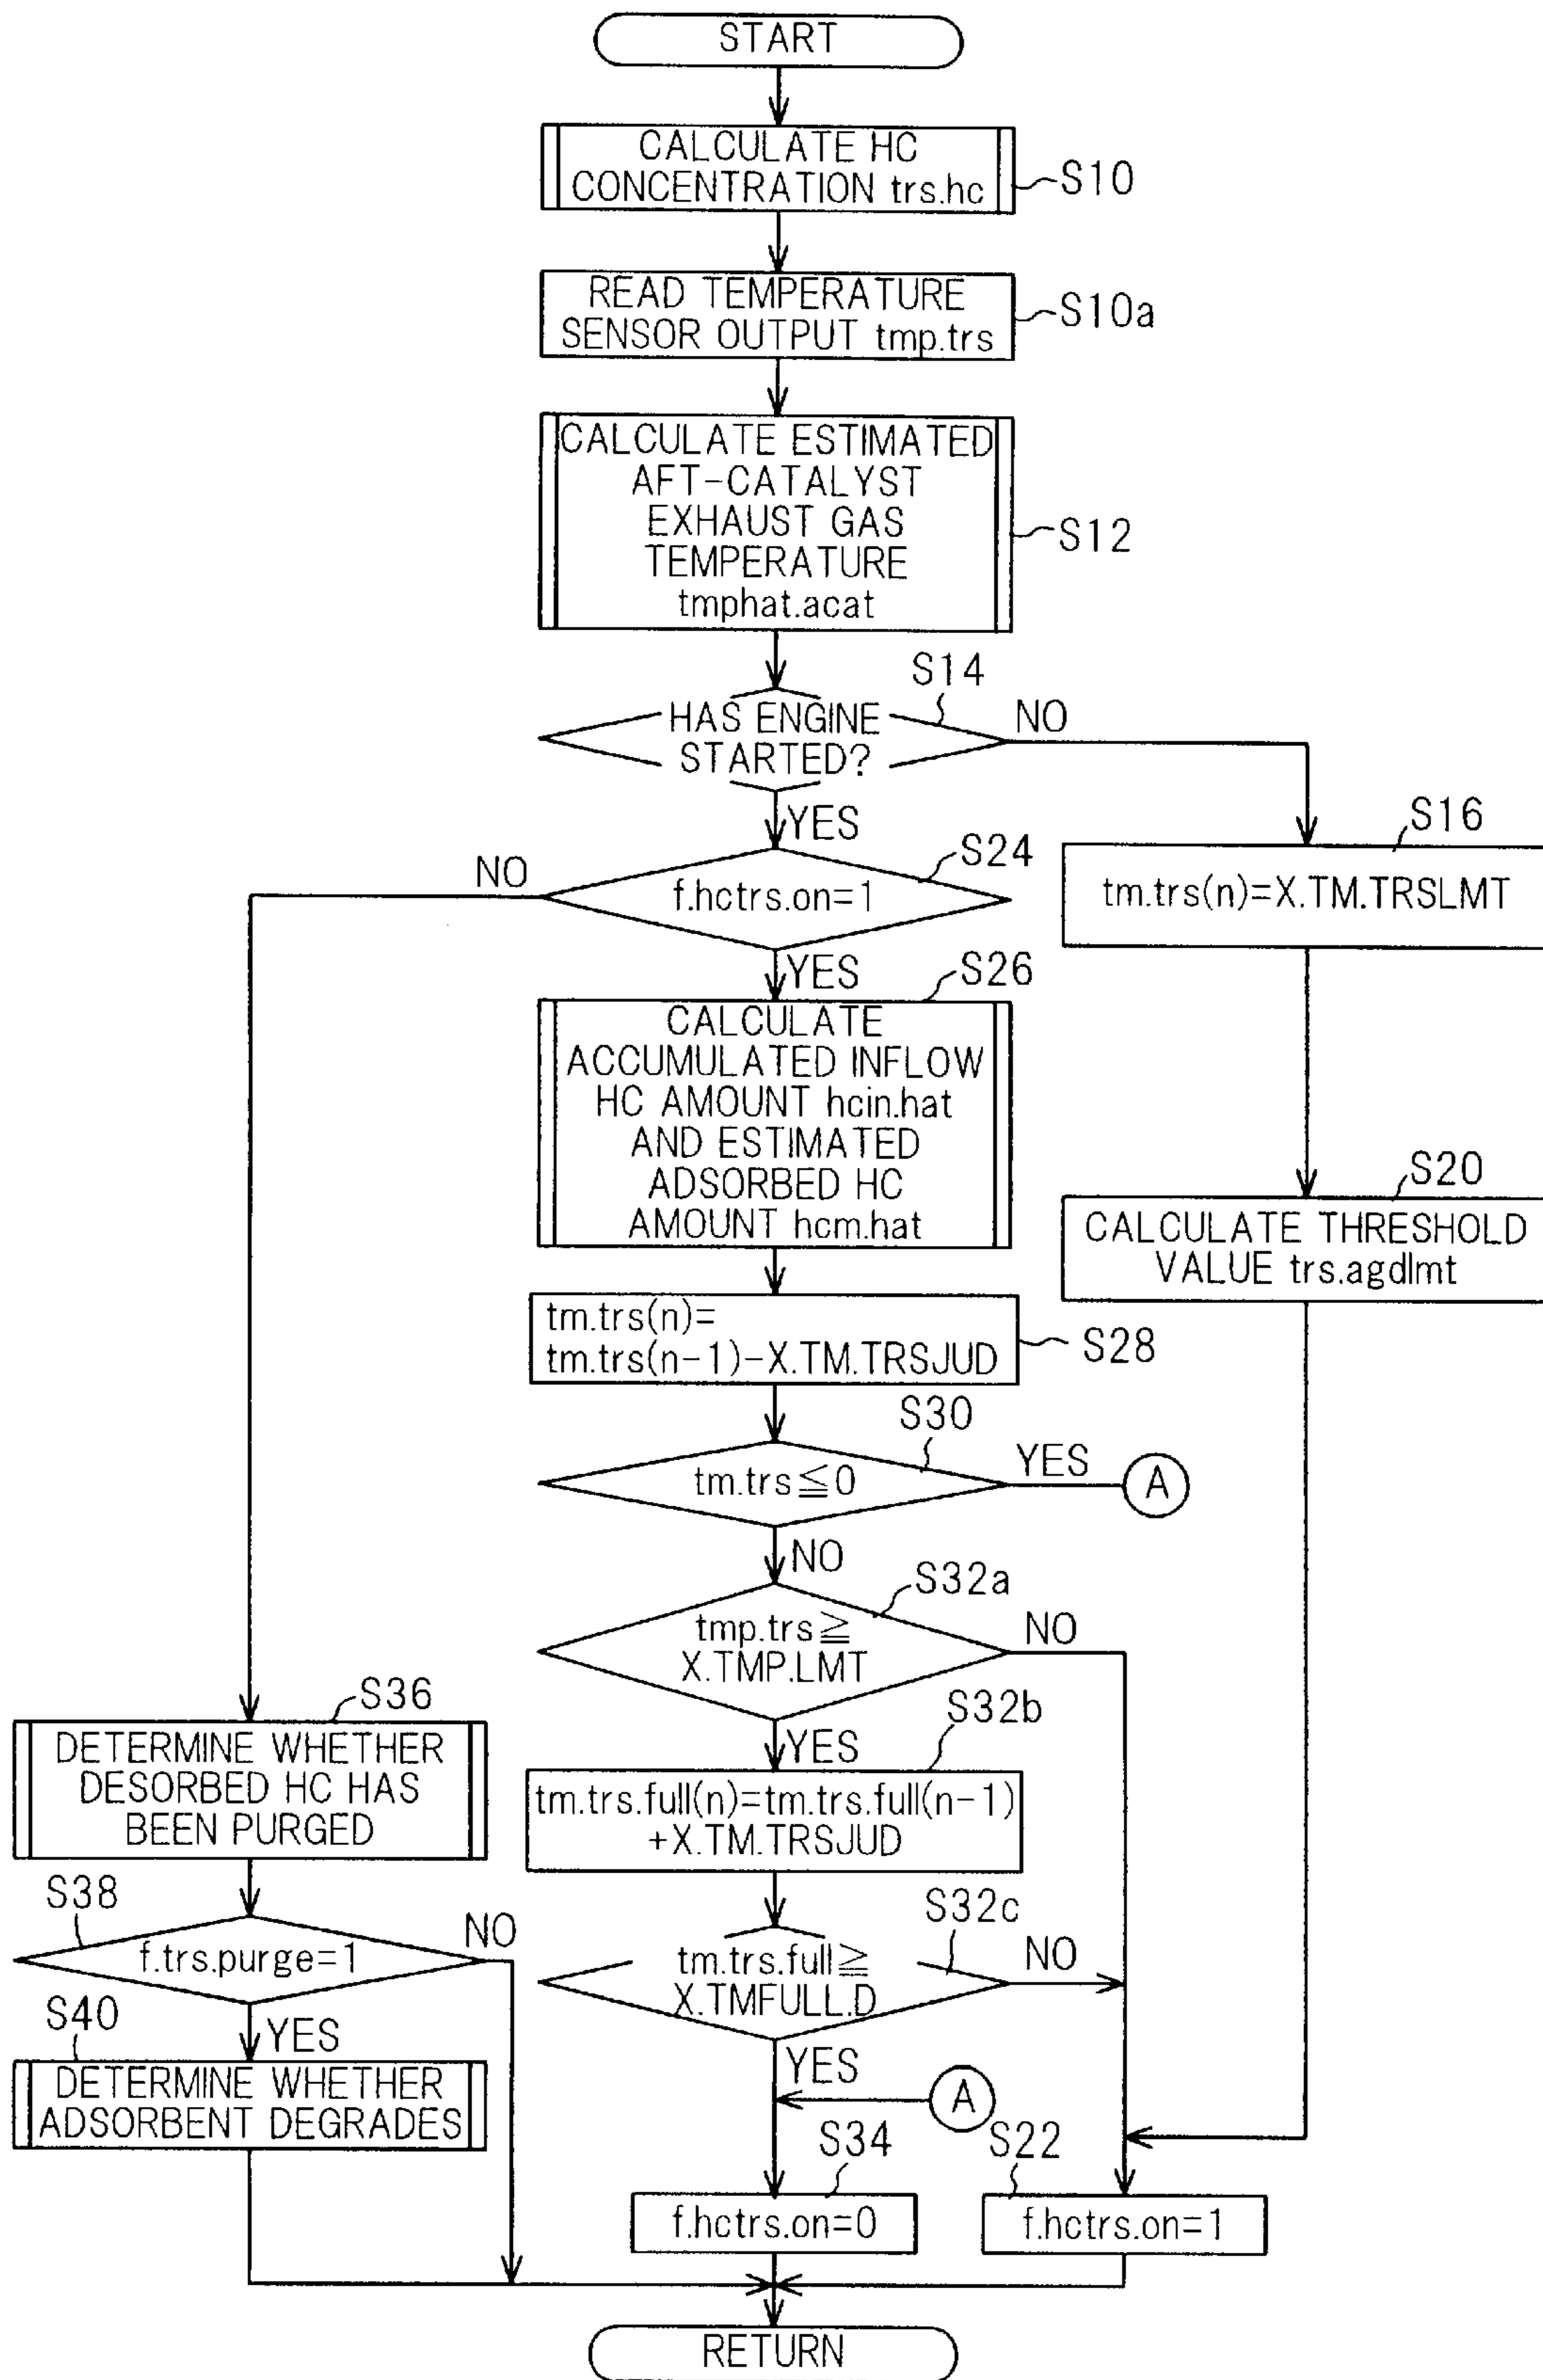 START
CALCULATE HC
CONCENTRATION trs.hc
S10
READ TEMPERATURE
SENSOR OUTPUT tmp.trs
S10a
CALCULATE ESTIMATED
AFT-CATALYST
EXHAUST GAS
TEMPERATURE
tmphat.acat
S12
S14
HAS ENGINE
STARTED?
NO
YES
S16
tm.trs(n)=X.TM.TRSLMT
S24
NO
f.hctrs.on=1
YES
S26
CALCULATE
ACCUMULATED INFLOW
HC AMOUNT hcin.hat
AND ESTIMATED
ADSORBED HC
AMOUNT hcm.hat
S20
CALCULATE THRESHOLD
VALUE trs.agdlmt
tm.trs(n)=
tm.trs(n-1)-X.TM.TRSJUD
S28
S30
tm.trs≦0
YES
A
NO
S32a
tmp.trs≧
X.TMP.LMT
NO
YES
S32b
tm.trs.full(n)=tm.trs.full(n-1)
+X.TM.TRSJUD
S36
DETERMINE WHETHER
DESORBED HC HAS
BEEN PURGED
S38
f.trs.purge=1
NO
YES
S32c
tm.trs.full≧
X.TMFULL.D
NO
YES
S40
DETERMINE WHETHER
ADSORBENT DEGRADES
A
S34
f.hctrs.on=0
S22
f.hctrs.on=1
RETURN